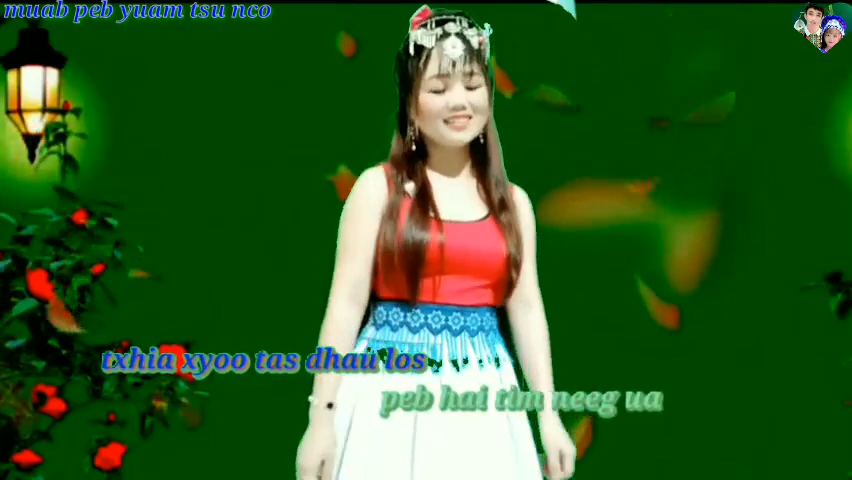 muab peb yuam tsu nco
txhia xyoo tas dhau los
peb hai tim neeg ua